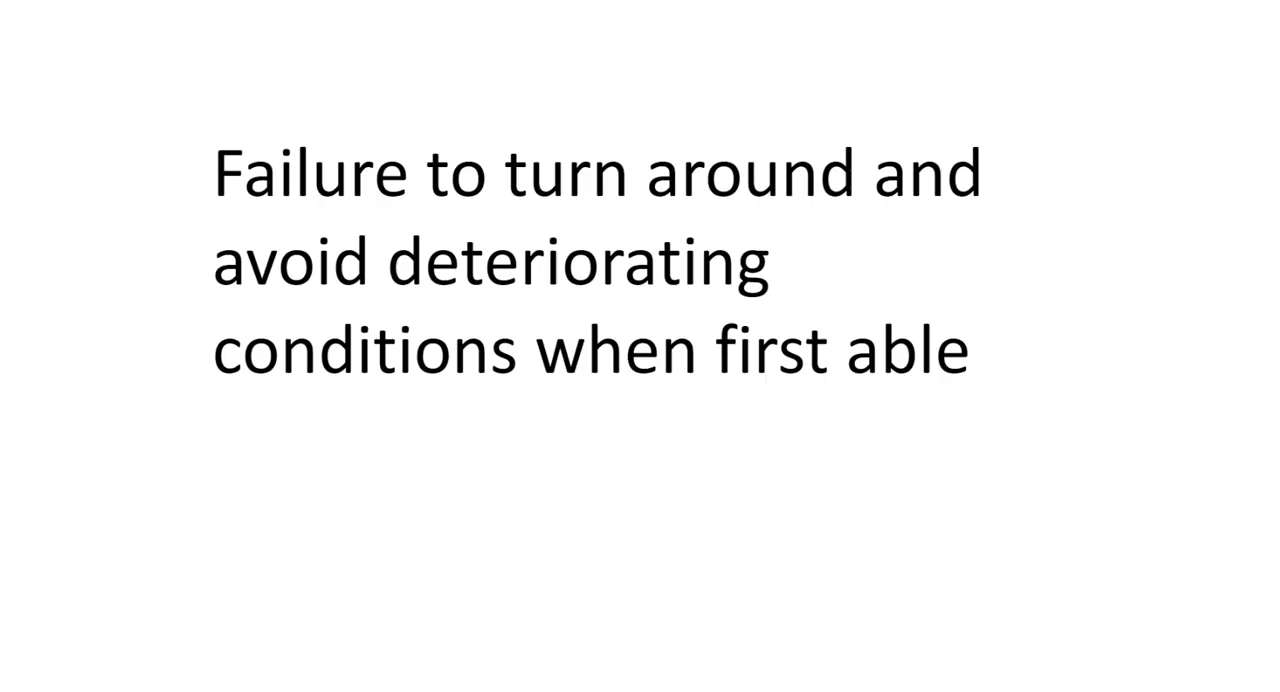 Failure to turn around and
avoid deteriorating
conditions when first able